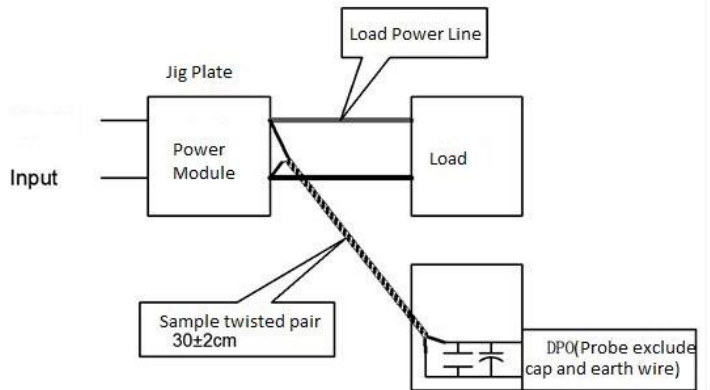 Load Power Line
Jig Plate
Power
Module
Load
Input
Sample twisted pair
30±2cm
DPO(Probe exclude
cap and earth wire)